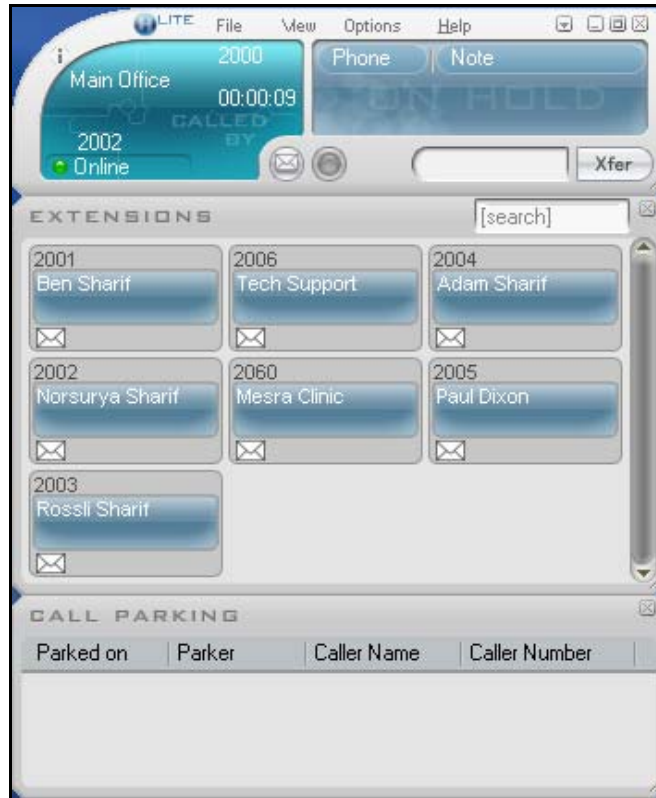 LITE File View Options Help
i
Main Office 2000
00:00:09
CALLED BY
2002
Online
Phone Note
ON HOLD
Xfer
EXTENSIONS [search]
2001 2006 2004
Ben Sharif Tech Support Adam Sharif
2002 2060 2005
Norsurya Sharif Mesra Clinic Paul Dixon
2003
Rossli Sharif
CALL PARKING
Parked on Parker Caller Name Caller Number